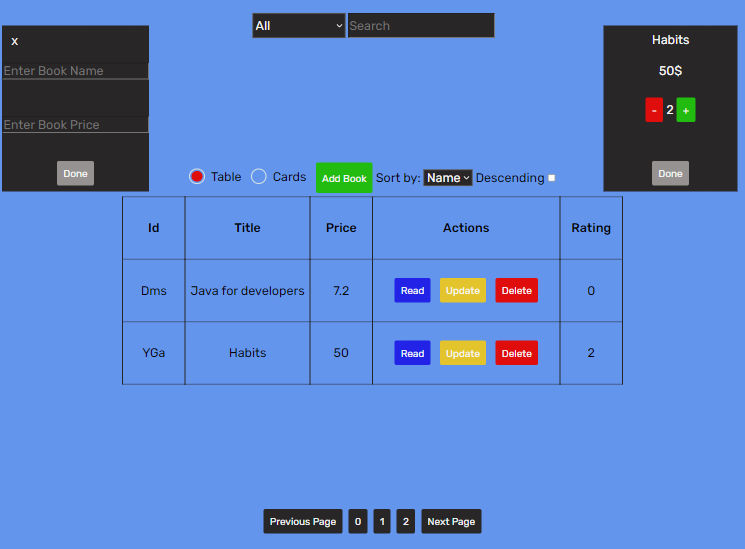 All Search
x
Enter Book Name
Enter Book Price
Done
Habits
50$
- 2 +
Done
Table Cards Add Book Sort by: Name Descending
Id Title Price Actions Rating
Dms Java for developers 7.2 Read Update Delete 0
YGa Habits 50 Read Update Delete 2
Previous Page 0 1 2 Next Page